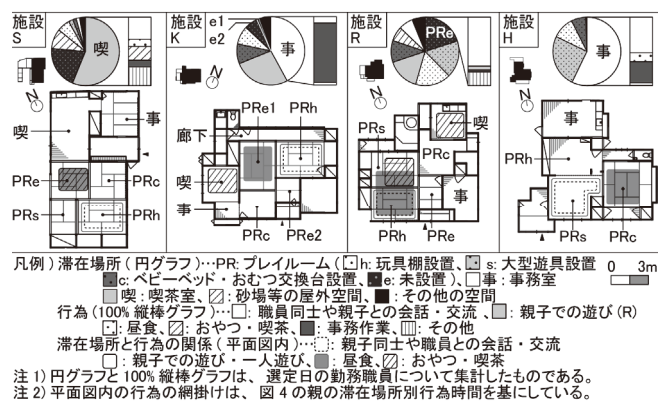 施設 S
喫
N
喫
事
PRe
PRc
PRs
PRh
施設 K
e1
e2
事
N
廊下
PRe1
PRh
喫
事
PRc
PRe2
施設 R
PRe
N
PRs
喫
PRc
事
PRh
PRe
施設 H
事
N
事
PRh
PRs
PRc
凡例) 滞在場所(円グラフ)…PR: プレイルーム(h: 玩具棚設置、s: 大型遊具設置 0 3m
c: ベビーベッド・おむつ交換台設置、e: 未設置)、事: 事務室
喫: 喫茶室、: 砂場等の屋外空間、: その他の空間
行為(100%縦棒グラフ)…: 職員同士や親子との会話・交流、: 親子での遊び(R)
: 昼食、: おやつ・喫茶、: 事務作業、: その他
滞在場所と行為の関係(平面図内)…: 親子同士や職員との会話・交流
: 親子での遊び・一人遊び、: 昼食、: おやつ・喫茶
注1)円グラフと100%縦棒グラフは、選定日の勤務職員について集計したものである。
注2)平面図内の行為の網掛けは、図4の親の滞在場所別行為時間を基にしている。